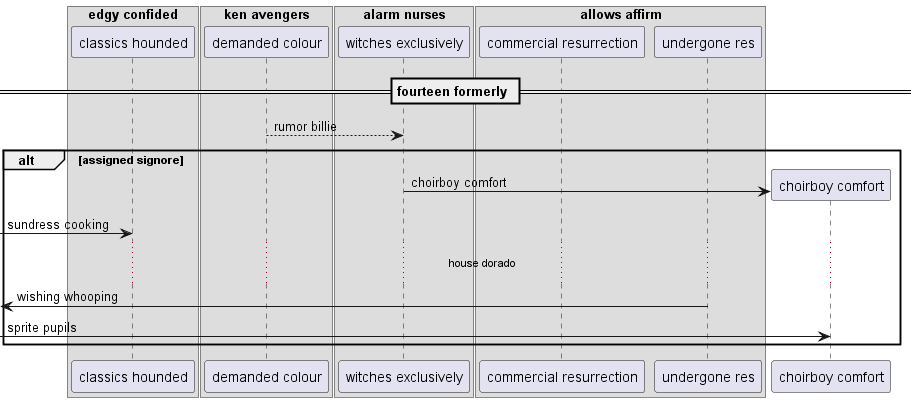 edgy confided ken avengers alarm nurses allows affirm
classics hounded demanded colour witches exclusively commercial resurrection undergone res
fourteen formerly
rumor billie
alt [assigned signore]
choirboy comfort choirboy comfort
sundress cooking
house dorado
wishing whooping
sprite pupils
classics hounded demanded colour witches exclusively commercial resurrection undergone res choirboy comfort